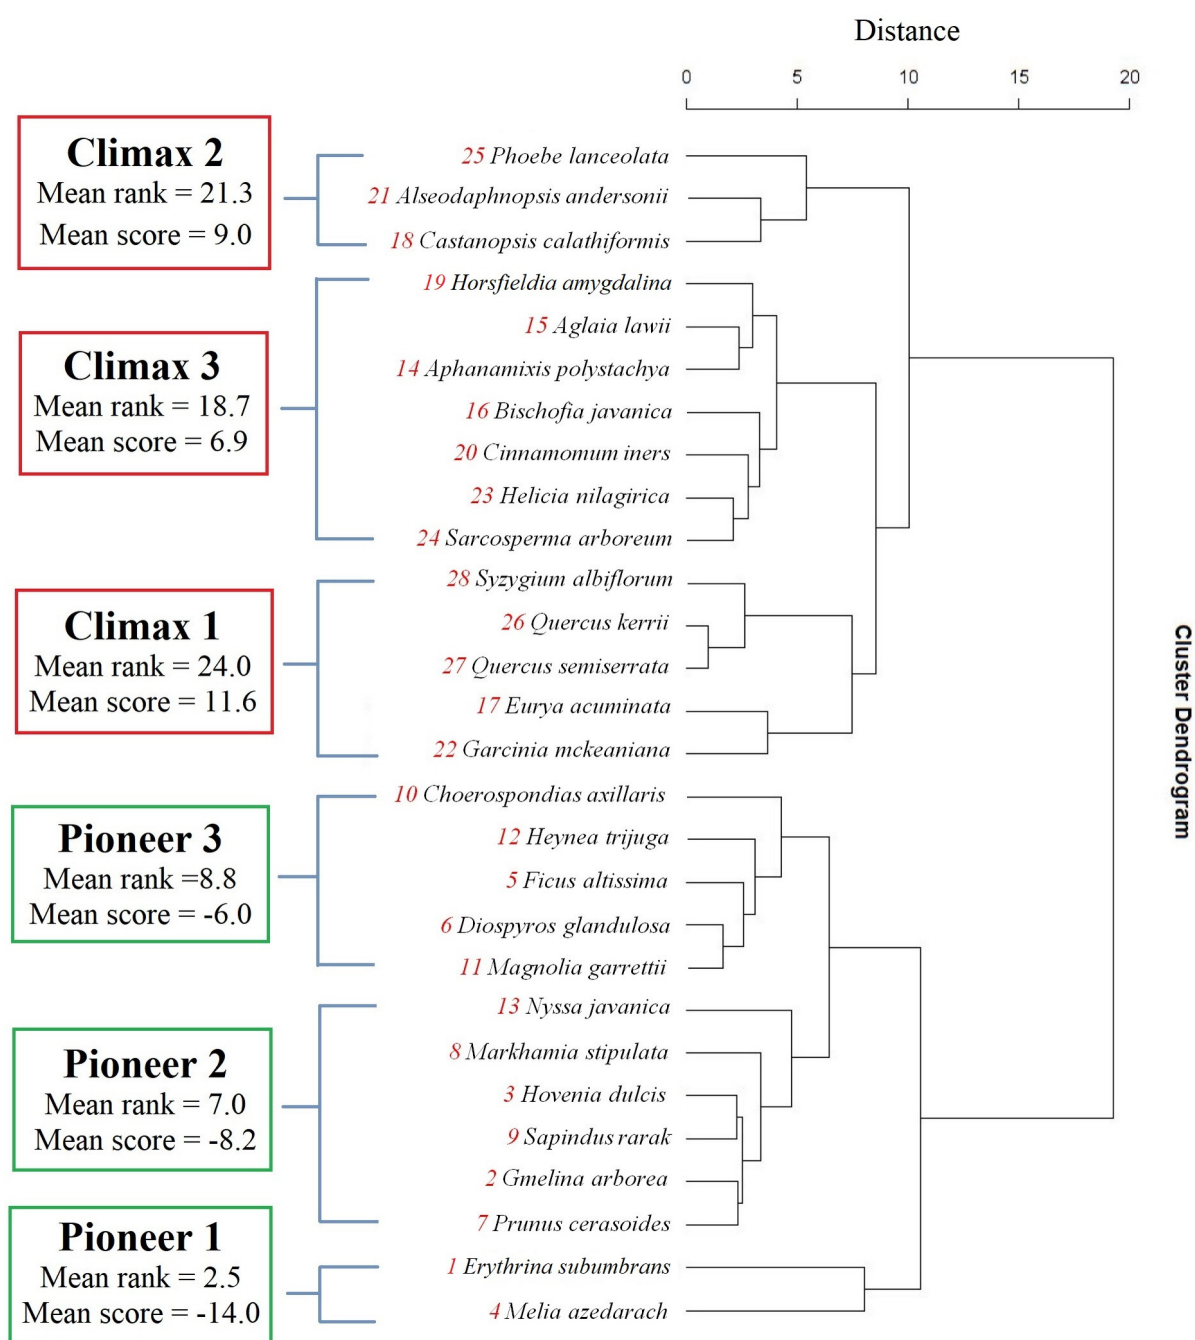 Distance
0 5 10 15 20
Climax 2
Mean rank = 21.3
Mean score = 9.0
25 Phoebe lanceolata
21 Alseodaphnopsis andersonii
18 Castanopsis calathiformis
Climax 3
Mean rank = 18.7
Mean score = 6.9
19 Horsfieldia amygdalina
15 Aglaia lawii
14 Aphanamixis polystachya
16 Bischofia javanica
20 Cinnamomum iners
23 Helicia nilagirica
24 Sarcosperma arboreum
Climax 1
Mean rank = 24.0
Mean score = 11.6
28 Syzygium albiflorum
26 Quercus kerrii
27 Quercus semiserrata
17 Eurya acuminata
22 Garcinia mckeaniana
Pioneer 3
Mean rank =8.8
Mean score = -6.0
10 Choerospondias axillaris
12 Heynea trijuga
5 Ficus altissima
6 Diospyros glandulosa
11 Magnolia garrettii
Pioneer 2
Mean rank = 7.0
Mean score = -8.2
13 Nyssa javanica
8 Markhamia stipulata
3 Hovenia dulcis
9 Sapindus rarak
2 Gmelina arborea
7 Prunus cerasoides
Pioneer 1
Mean rank = 2.5
Mean score = -14.0
1 Erythrina subumbrans
4 Melia azedarach
Cluster Dendrogram